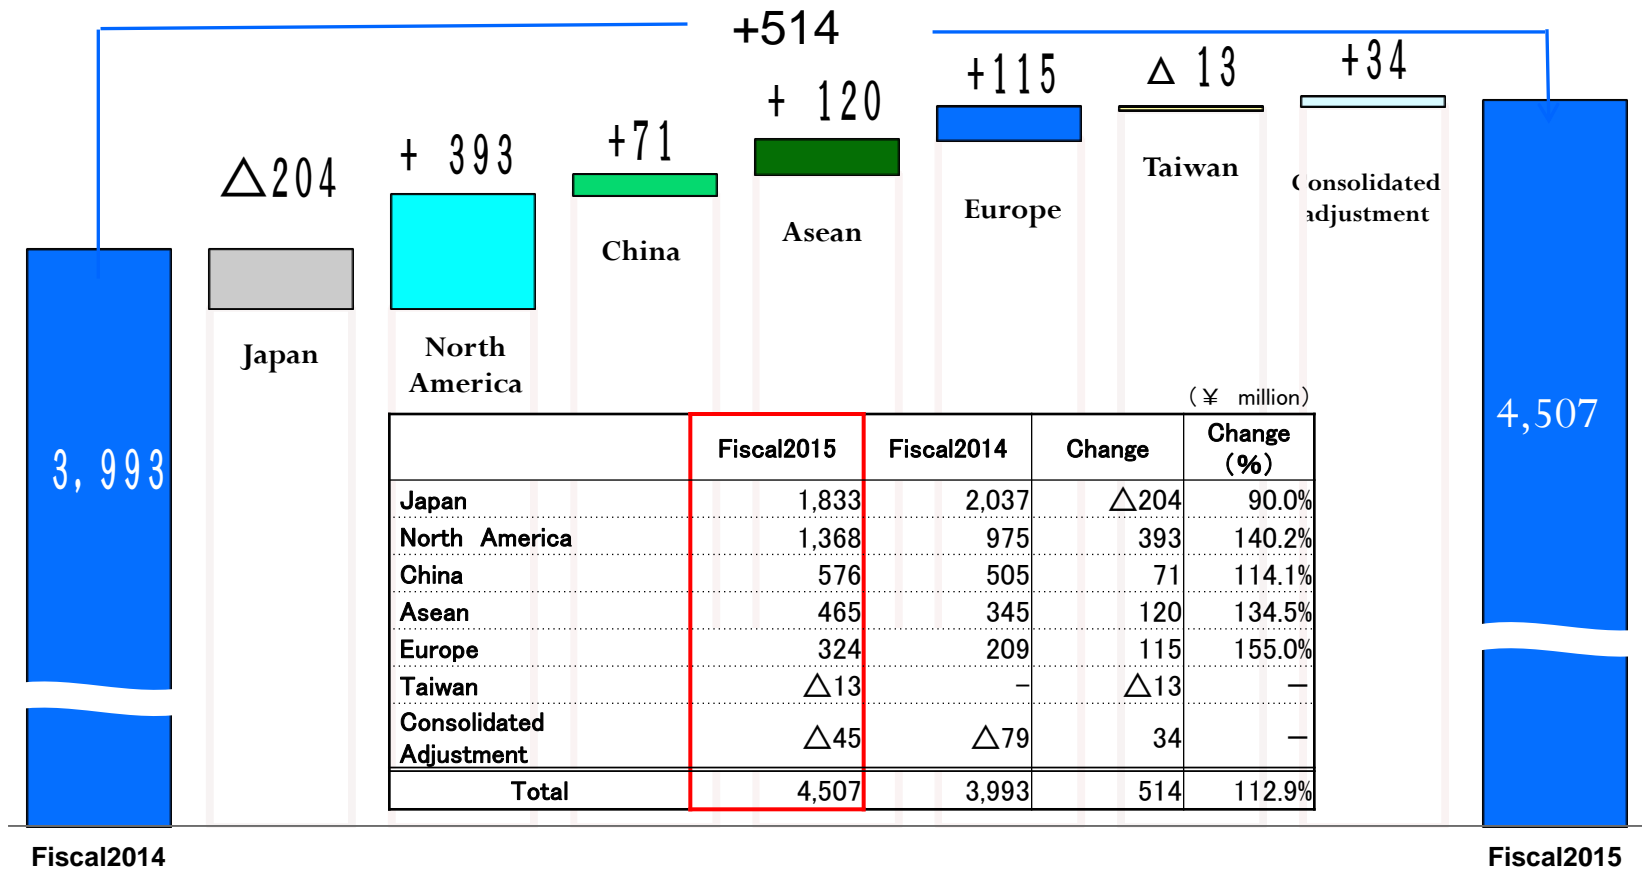 +514
△204
+ 393
+71
+ 120
+115
△ 13
+34
Japan
North
America
China
Asean
Europe
Taiwan
Consolidated
adjustment
3,993
4,507
(¥ million)
Fiscal2015 Fiscal2014 Change Change
(%)
Japan 1,833 2,037 △204 90.0%
North America 1,368 975 393 140.2%
China 576 505 71 114.1%
Asean 465 345 120 134.5%
Europe 324 209 115 155.0%
Taiwan △13 − △13 −
Consolidated
Adjustment △45 △79 34 −
Total 4,507 3,993 514 112.9%
Fiscal2014
Fiscal2015